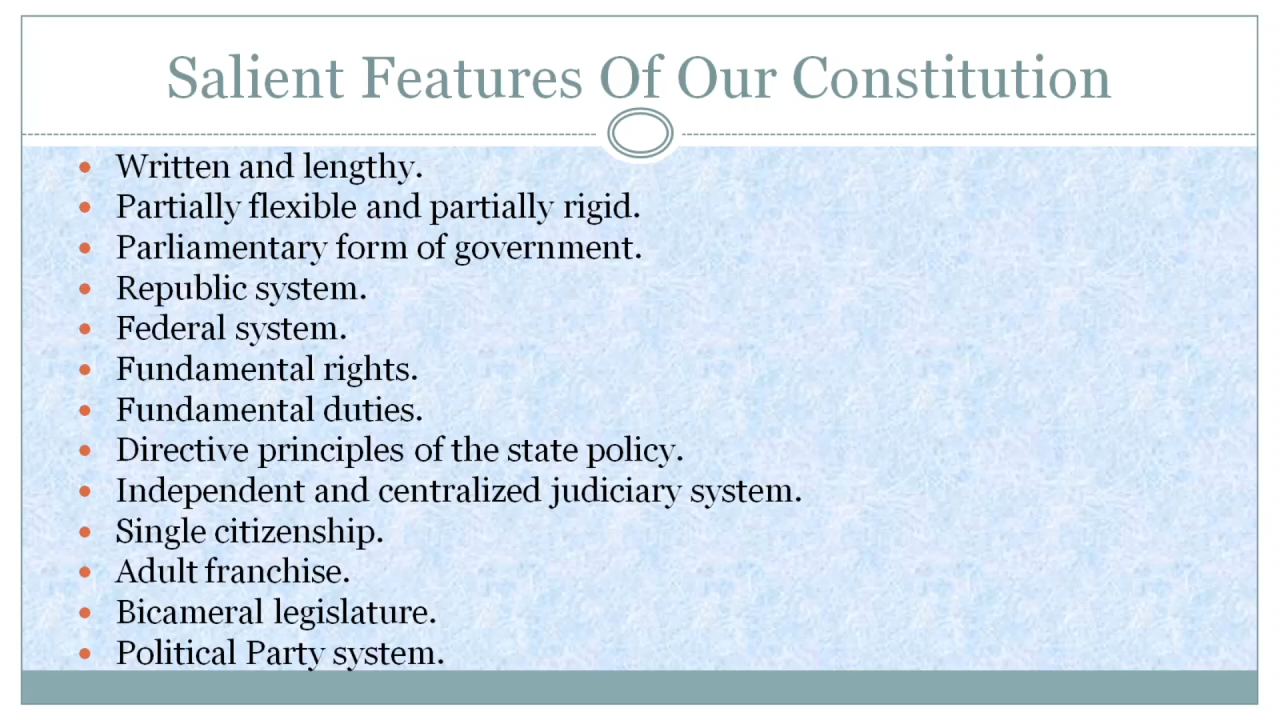 Salient Features Of Our Constitution
Written and lengthy.
Partially flexible and partially rigid.
Parliamentary form of government.
Republic system.
Federal system.
Fundamental rights.
Fundamental duties.
Directive principles of the state policy.
Independent and centralized judiciary system.
Single citizenship.
Adult franchise.
Bicameral legislature.
Political Party system.